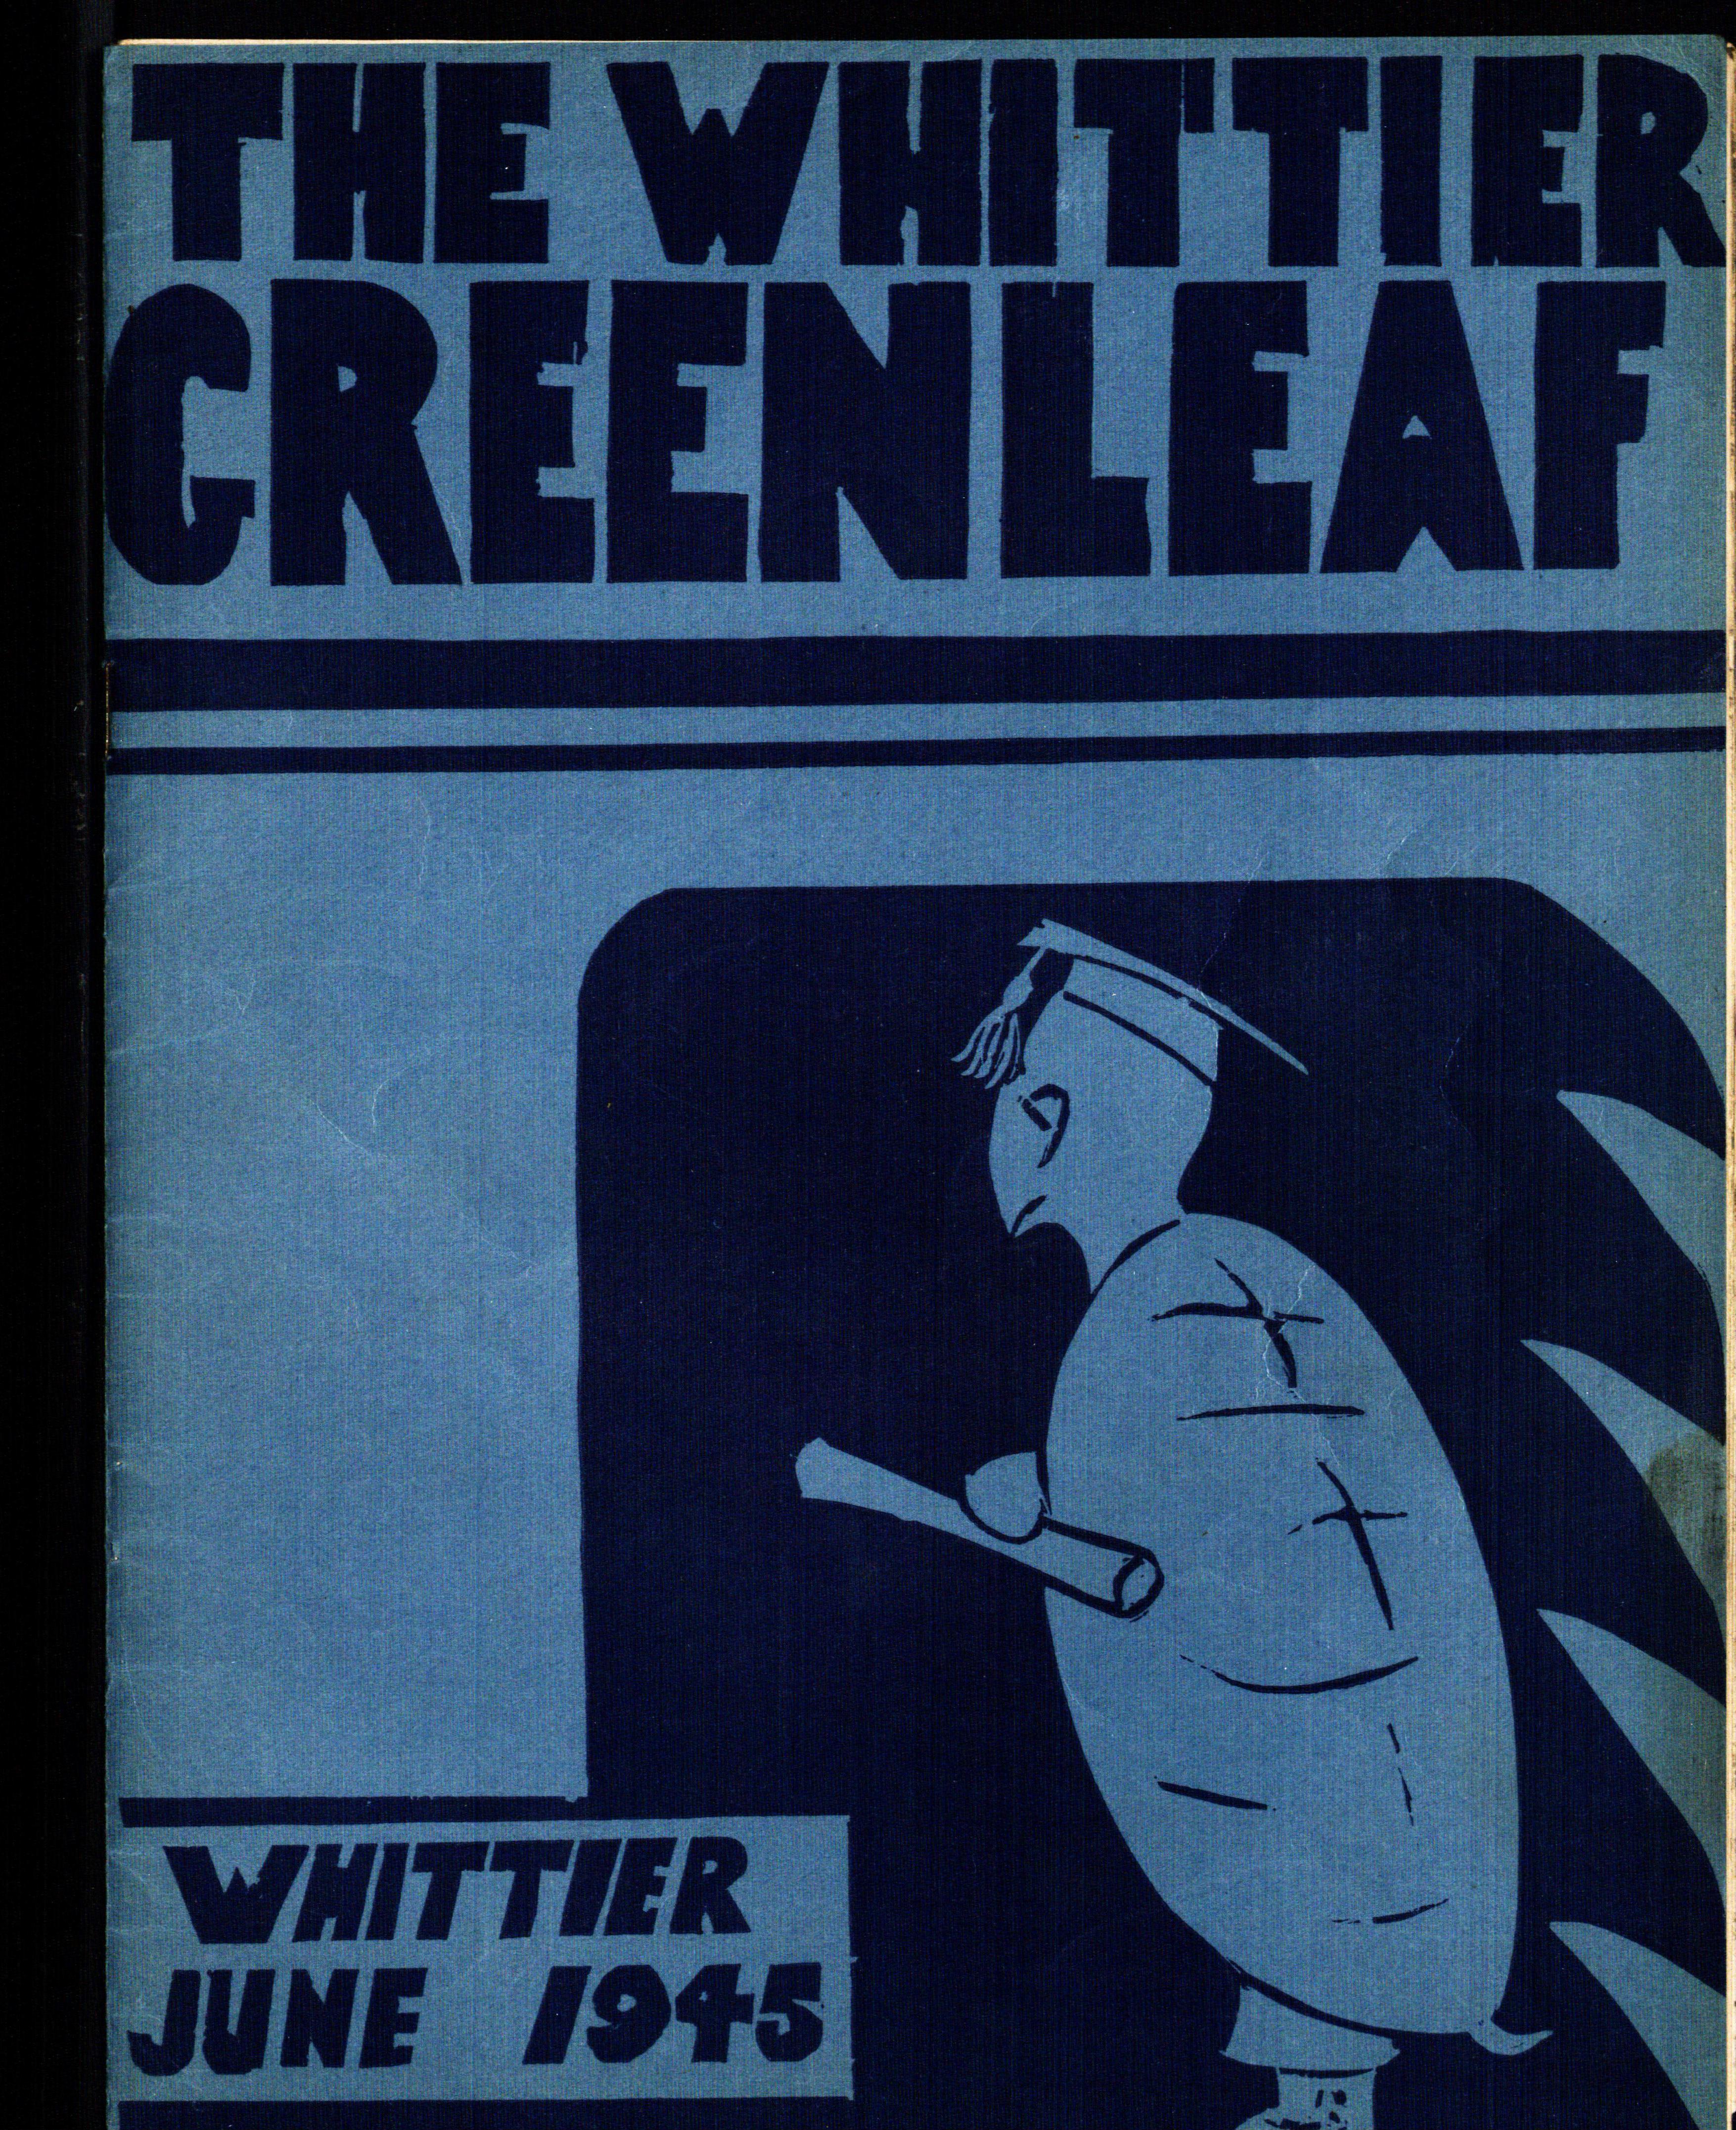 THE WHITTIER
GREENLEAF
WHITTIER
JUNE 1945